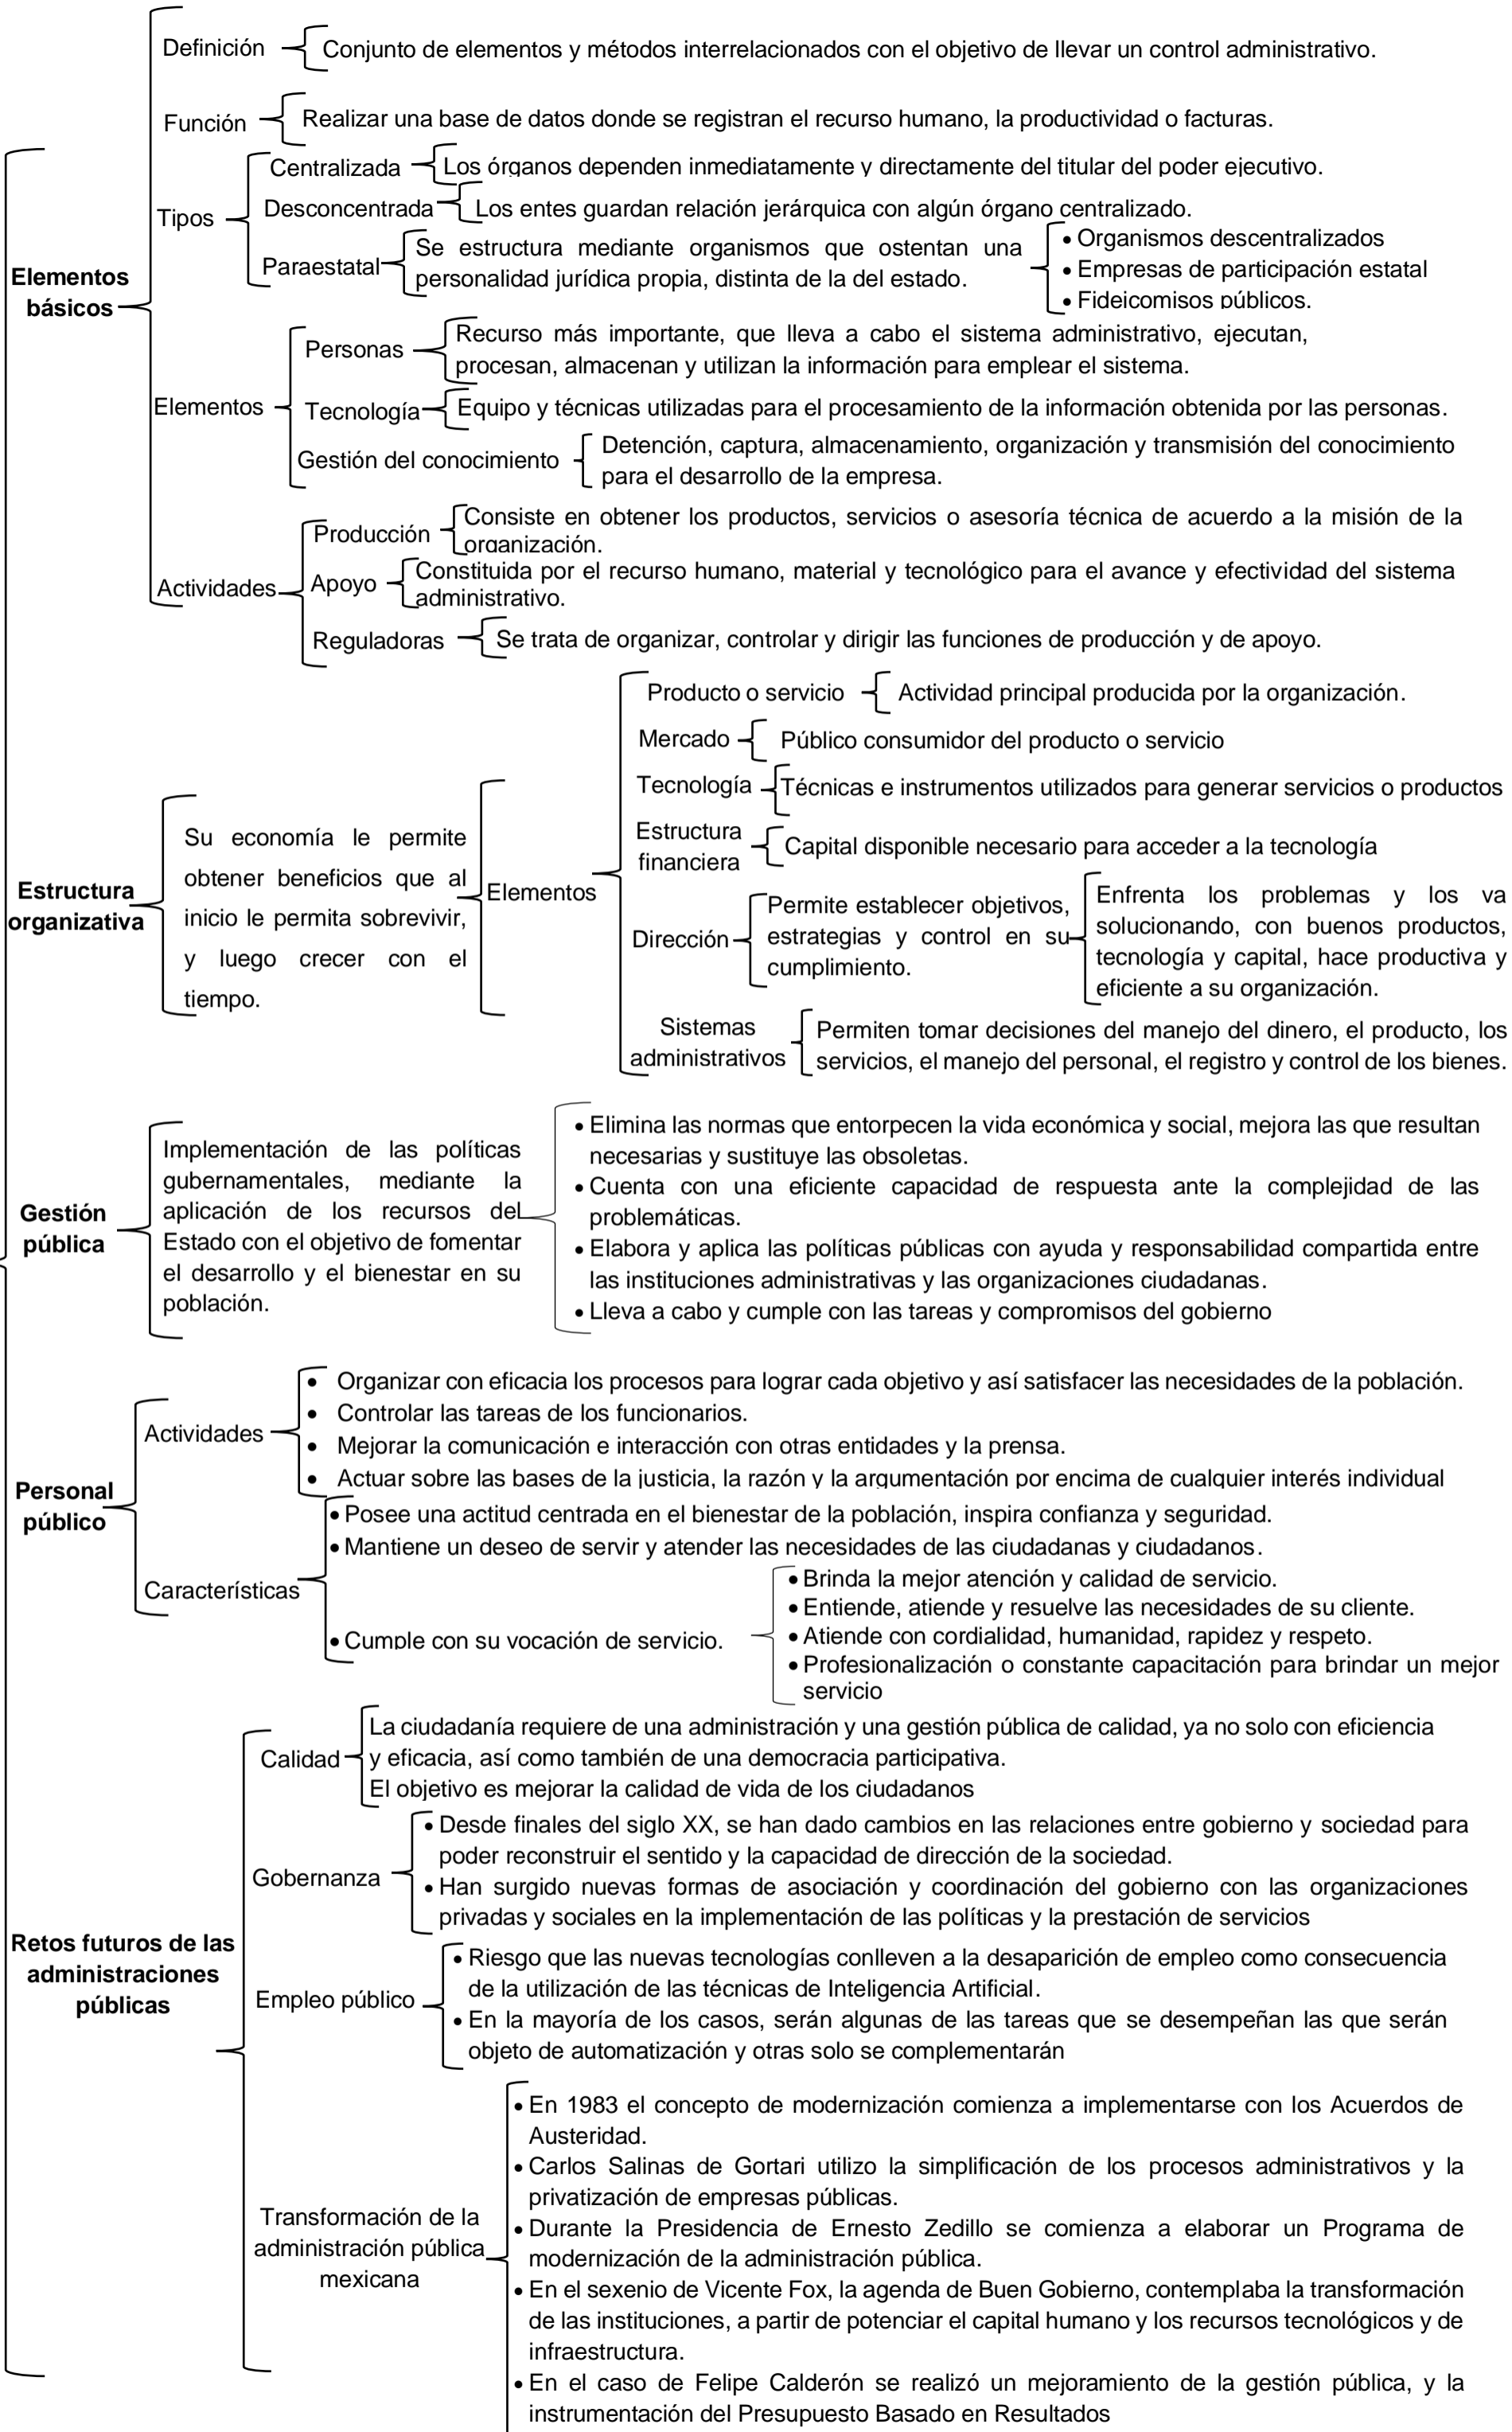 Elementos
básicos
Definición
Conjunto de elementos y métodos interrelacionados con el objetivo de llevar un control administrativo.
Función
Realizar una base de datos donde se registran el recurso humano, la productividad o facturas.
Tipos
Centralizada
Los órganos dependen inmediatamente y directamente del titular del poder ejecutivo.
Desconcentrada
Los entes guardan relación jerárquica con algún órgano centralizado.
Paraestatal
Se estructura mediante organismos que ostentan una
personalidad jurídica propia, distinta de la del estado.
• Organismos descentralizados
• Empresas de participación estatal
• Fideicomisos públicos.
Elementos
Personas
Recurso más importante, que lleva a cabo el sistema administrativo, ejecutan,
procesan, almacenan y utilizan la información para emplear el sistema.
Tecnología
Equipo y técnicas utilizadas para el procesamiento de la información obtenida por las personas.
Gestión del conocimiento
Detención, captura, almacenamiento, organización y transmisión del conocimiento
para el desarrollo de la empresa.
Actividades
Producción
Consiste en obtener los productos, servicios o asesoría técnica de acuerdo a la misión de la
organización.
Apoyo
Constituida por el recurso humano, material y tecnológico para el avance y efectividad del sistema
administrativo.
Reguladoras
Se trata de organizar, controlar y dirigir las funciones de producción y de apoyo.
Estructura
organizativa
Su economía le permite
obtener beneficios que al
inicio le permita sobrevivir,
y luego crecer con el
tiempo.
Elementos
Producto o servicio
Actividad principal producida por la organización.
Mercado
Público consumidor del producto o servicio
Tecnología
Técnicas e instrumentos utilizados para generar servicios o productos
Estructura
financiera
Capital disponible necesario para acceder a la tecnología
Dirección
Permite establecer objetivos,
estrategias y control en su
cumplimiento.
Enfrenta los problemas y los va
solucionando, con buenos productos,
tecnología y capital, hace productiva y
eficiente a su organización.
Sistemas
administrativos
Permiten tomar decisiones del manejo del dinero, el producto, los
servicios, el manejo del personal, el registro y control de los bienes.
Gestión
pública
Implementación de las políticas
gubernamentales, mediante la
aplicación de los recursos del
Estado con el objetivo de fomentar
el desarrollo y el bienestar en su
población.
• Elimina las normas que entorpecen la vida económica y social, mejora las que resultan
necesarias y sustituye las obsoletas.
• Cuenta con una eficiente capacidad de respuesta ante la complejidad de las
problemáticas.
• Elabora y aplica las políticas públicas con ayuda y responsabilidad compartida entre
las instituciones administrativas y las organizaciones ciudadanas.
• Lleva a cabo y cumple con las tareas y compromisos del gobierno
Personal
público
Actividades
• Organizar con eficacia los procesos para lograr cada objetivo y así satisfacer las necesidades de la población.
• Controlar las tareas de los funcionarios.
• Mejorar la comunicación e interacción con otras entidades y la prensa.
• Actuar sobre las bases de la justicia, la razón y la argumentación por encima de cualquier interés individual
Características
• Posee una actitud centrada en el bienestar de la población, inspira confianza y seguridad.
• Mantiene un deseo de servir y atender las necesidades de las ciudadanas y ciudadanos.
• Cumple con su vocación de servicio.
• Brinda la mejor atención y calidad de servicio.
• Entiende, atiende y resuelve las necesidades de su cliente.
• Atiende con cordialidad, humanidad, rapidez y respeto.
• Profesionalización o constante capacitación para brindar un mejor
servicio
Retos futuros de las
administraciones
públicas
Calidad
La ciudadanía requiere de una administración y una gestión pública de calidad, ya no solo con eficiencia
y eficacia, así como también de una democracia participativa.
El objetivo es mejorar la calidad de vida de los ciudadanos
Gobernanza
• Desde finales del siglo XX, se han dado cambios en las relaciones entre gobierno y sociedad para
poder reconstruir el sentido y la capacidad de dirección de la sociedad.
• Han surgido nuevas formas de asociación y coordinación del gobierno con las organizaciones
privadas y sociales en la implementación de las políticas y la prestación de servicios
Empleo público
• Riesgo que las nuevas tecnologías conlleven a la desaparición de empleo como consecuencia
de la utilización de las técnicas de Inteligencia Artificial.
• En la mayoría de los casos, serán algunas de las tareas que se desempeñan las que serán
objeto de automatización y otras solo se complementarán
Transformación de la
administración pública
mexicana
• En 1983 el concepto de modernización comienza a implementarse con los Acuerdos de
Austeridad.
• Carlos Salinas de Gortari utilizo la simplificación de los procesos administrativos y la
privatización de empresas públicas.
• Durante la Presidencia de Ernesto Zedillo se comienza a elaborar un Programa de
modernización de la administración pública.
• En el sexenio de Vicente Fox, la agenda de Buen Gobierno, contemplaba la transformación
de las instituciones, a partir de potenciar el capital humano y los recursos tecnológicos y de
infraestructura.
• En el caso de Felipe Calderón se realizó un mejoramiento de la gestión pública, y la
instrumentación del Presupuesto Basado en Resultados